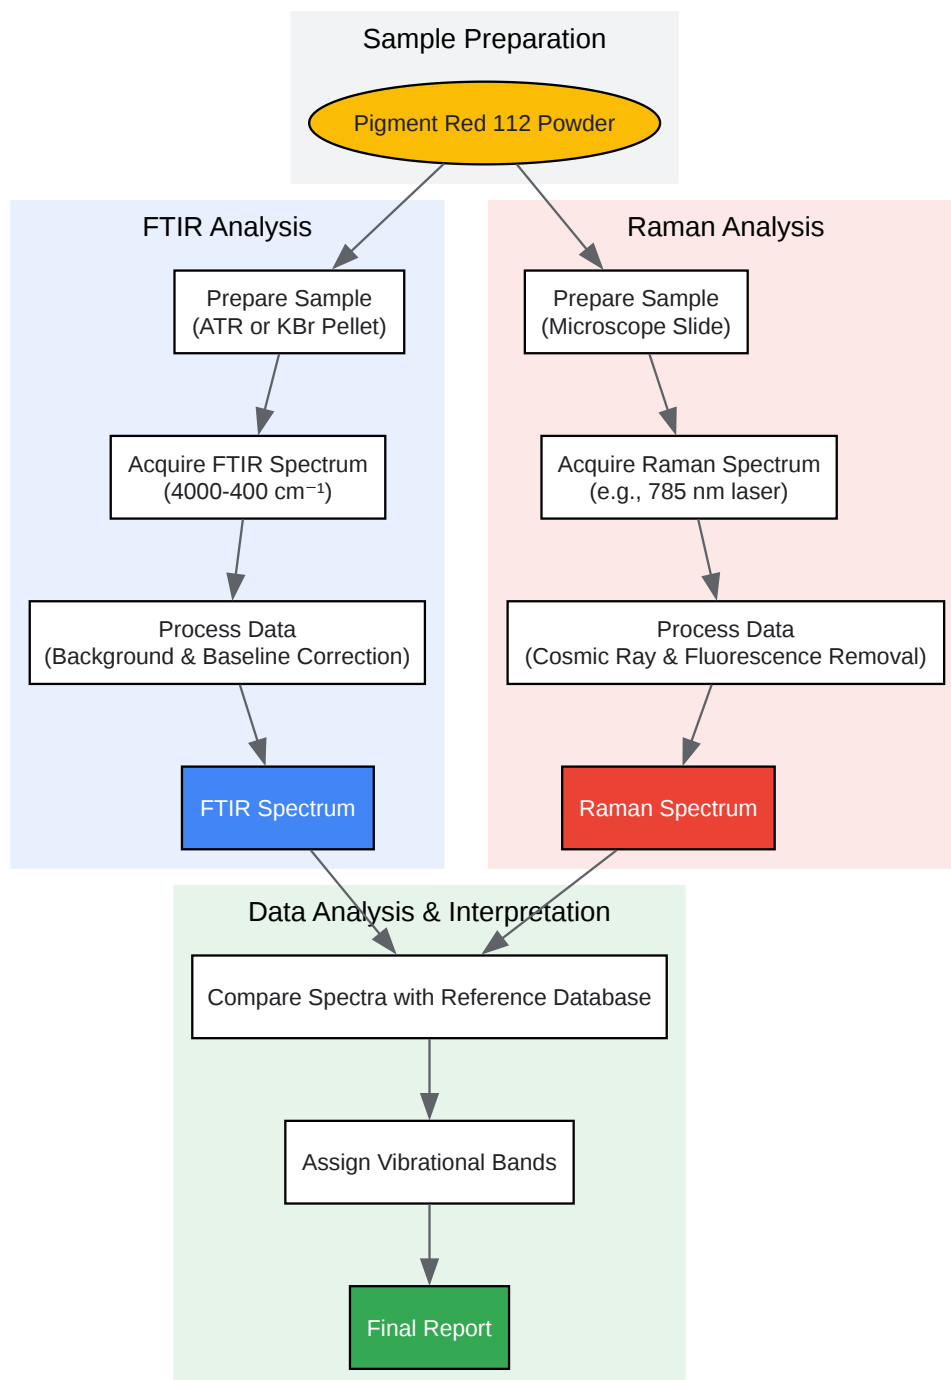 Sample Preparation
Pigment Red 112 Powder
FTIR Analysis
Prepare Sample
(ATR or KBr Pellet)
Acquire FTIR Spectrum
(4000-400 cm⁻¹)
Process Data
(Background & Baseline Correction)
FTIR Spectrum
Raman Analysis
Prepare Sample
(Microscope Slide)
Acquire Raman Spectrum
(e.g., 785 nm laser)
Process Data
(Cosmic Ray & Fluorescence Removal)
Raman Spectrum
Data Analysis & Interpretation
Compare Spectra with Reference Database
Assign Vibrational Bands
Final Report